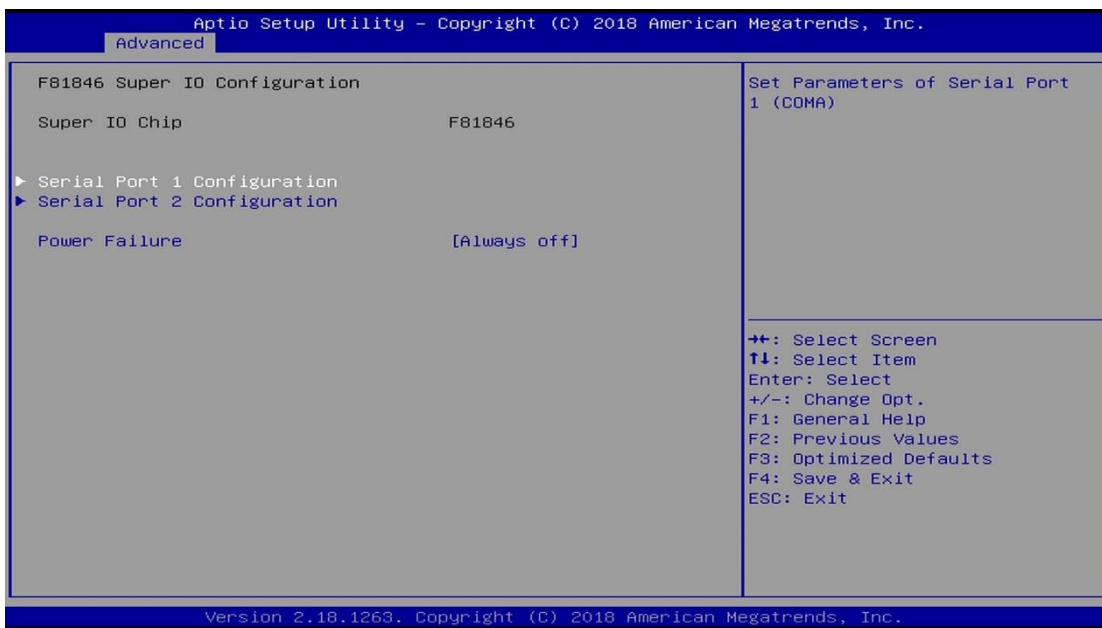 Aptio Setup Utility – Copyright (C) 2018 American Megatrends, Inc.
Advanced
F81846 Super IO Configuration
Super IO Chip F81846
► Serial Port 1 Configuration
► Serial Port 2 Configuration
Power Failure [Always off]
Set Parameters of Serial Port
1 (COMA)
→←: Select Screen
↑↓: Select Item
Enter: Select
+/-: Change Opt.
F1: General Help
F2: Previous Values
F3: Optimized Defaults
F4: Save & Exit
ESC: Exit
Version 2.18.1263. Copyright (C) 2018 American Megatrends, Inc.